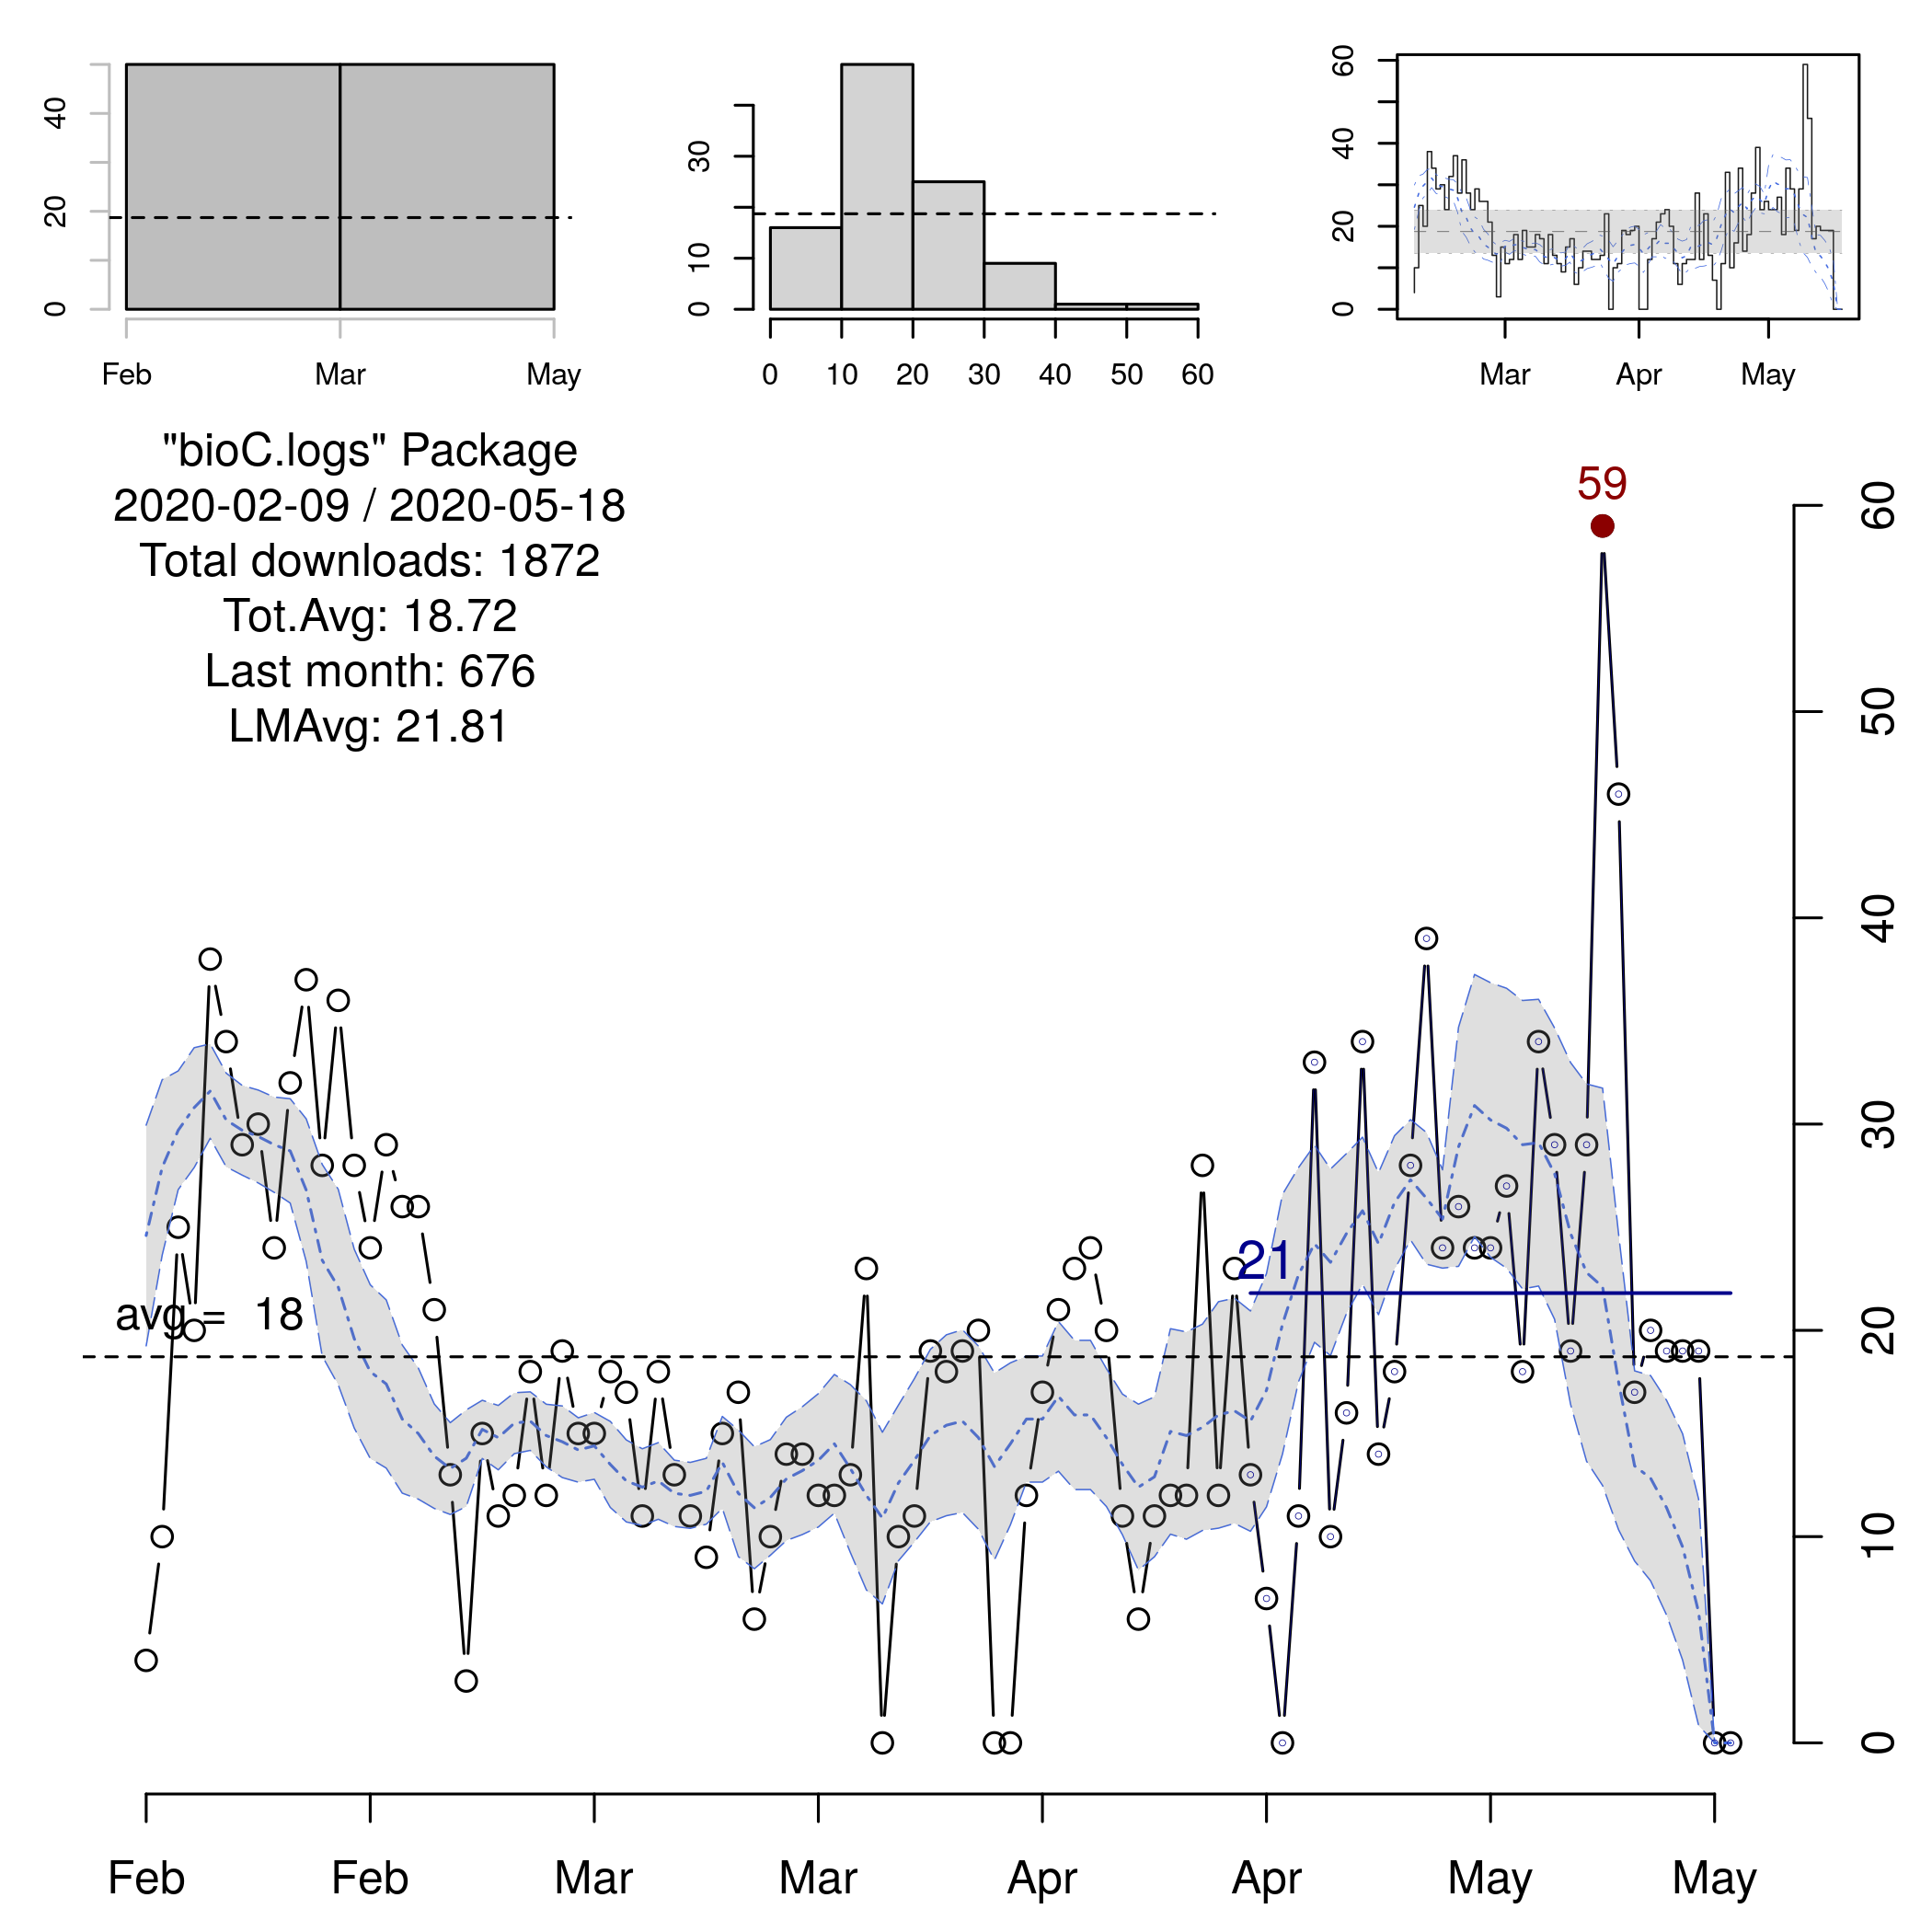 40
20
0
Feb Mar May
30
10
0
0 10 20 30 40 50 60
60
40
20
0
Mar Apr May
"bioC.logs" Package
2020-02-09 / 2020-05-18
Total downloads: 1872
Tot.Avg: 18.72
Last month: 676
LMAvg: 21.81
59
21
avg = 18
60
50
40
30
20
10
0
Feb Feb Mar Mar Apr Apr May May